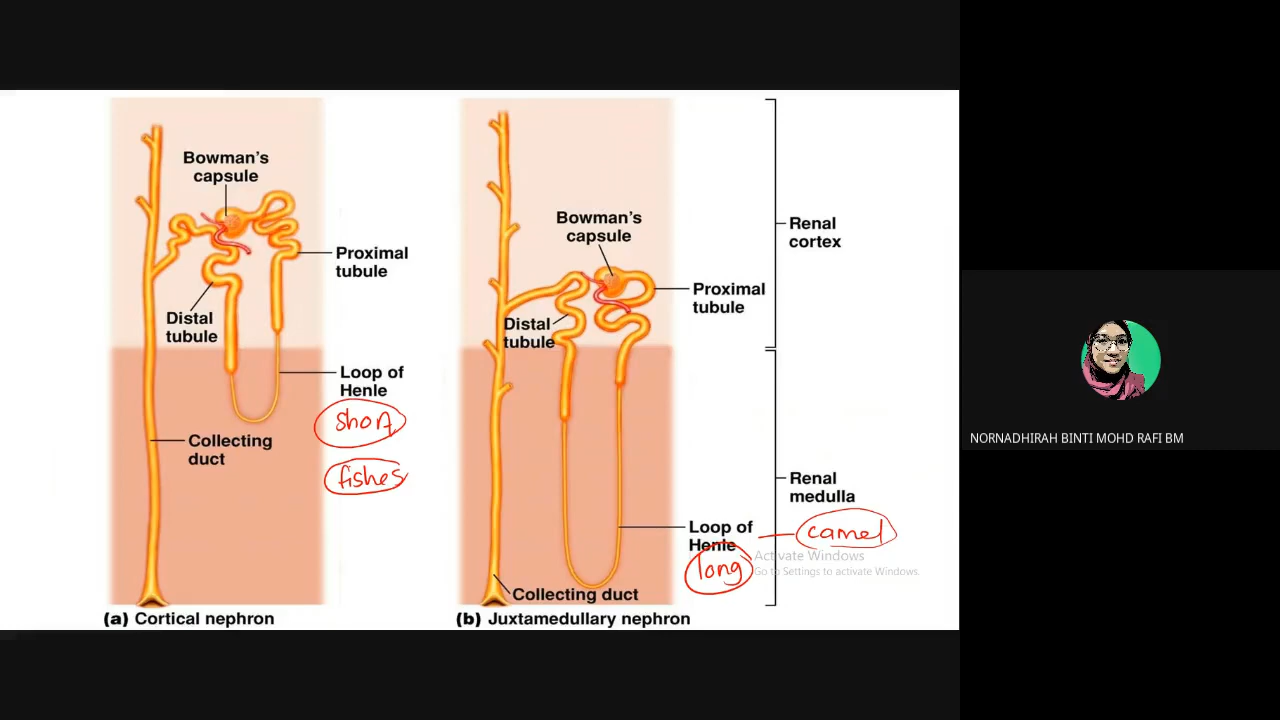 Bowman's
capsule
Proximal
tubule
Distal
tubule
Loop of
Henle
short
fishes
Collecting
duct
(a) Cortical nephron
Bowman's
capsule
Proximal
tubule
Distal
tubule
Loop of
Henle
long
camel
Collecting duct
(b) Juxtamedullary nephron
Renal
cortex
Renal
medulla
Activate Windows
Go to Settings to activate Windows.
NORNADHIRAH BINTI MOHD RAFI BM